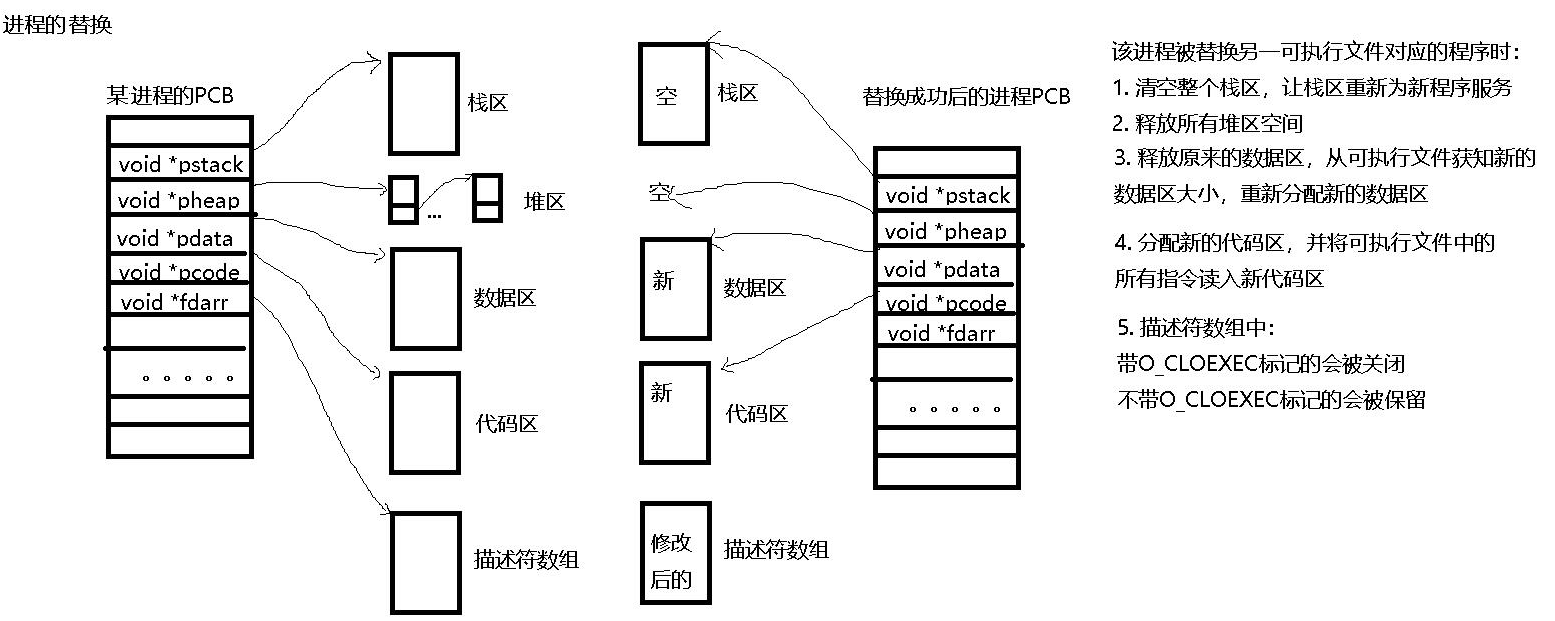 进程的替换
某进程的PCB
void *pstack
void *pheap
void *pdata
void *pcode
void *fdarr
。。。。。
栈区
...
堆区
数据区
代码区
描述符数组
空
栈区
空
新
数据区
新
代码区
修改
后的
描述符数组
替换成功后的进程PCB
void *pstack
void *pheap
void *pdata
void *pcode
void *fdarr
。。。。。
该进程被替换另一可执行文件对应的程序时：
1. 清空整个栈区，让栈区重新为新程序服务
2. 释放所有堆区空间
3. 释放原来的数据区，从可执行文件获知新的
数据区大小，重新分配新的数据区
4. 分配新的代码区，并将可执行文件中的
所有指令读入新代码区
5. 描述符数组中：
带O_CLOEXEC标记的会被关闭
不带O_CLOEXEC标记的会被保留